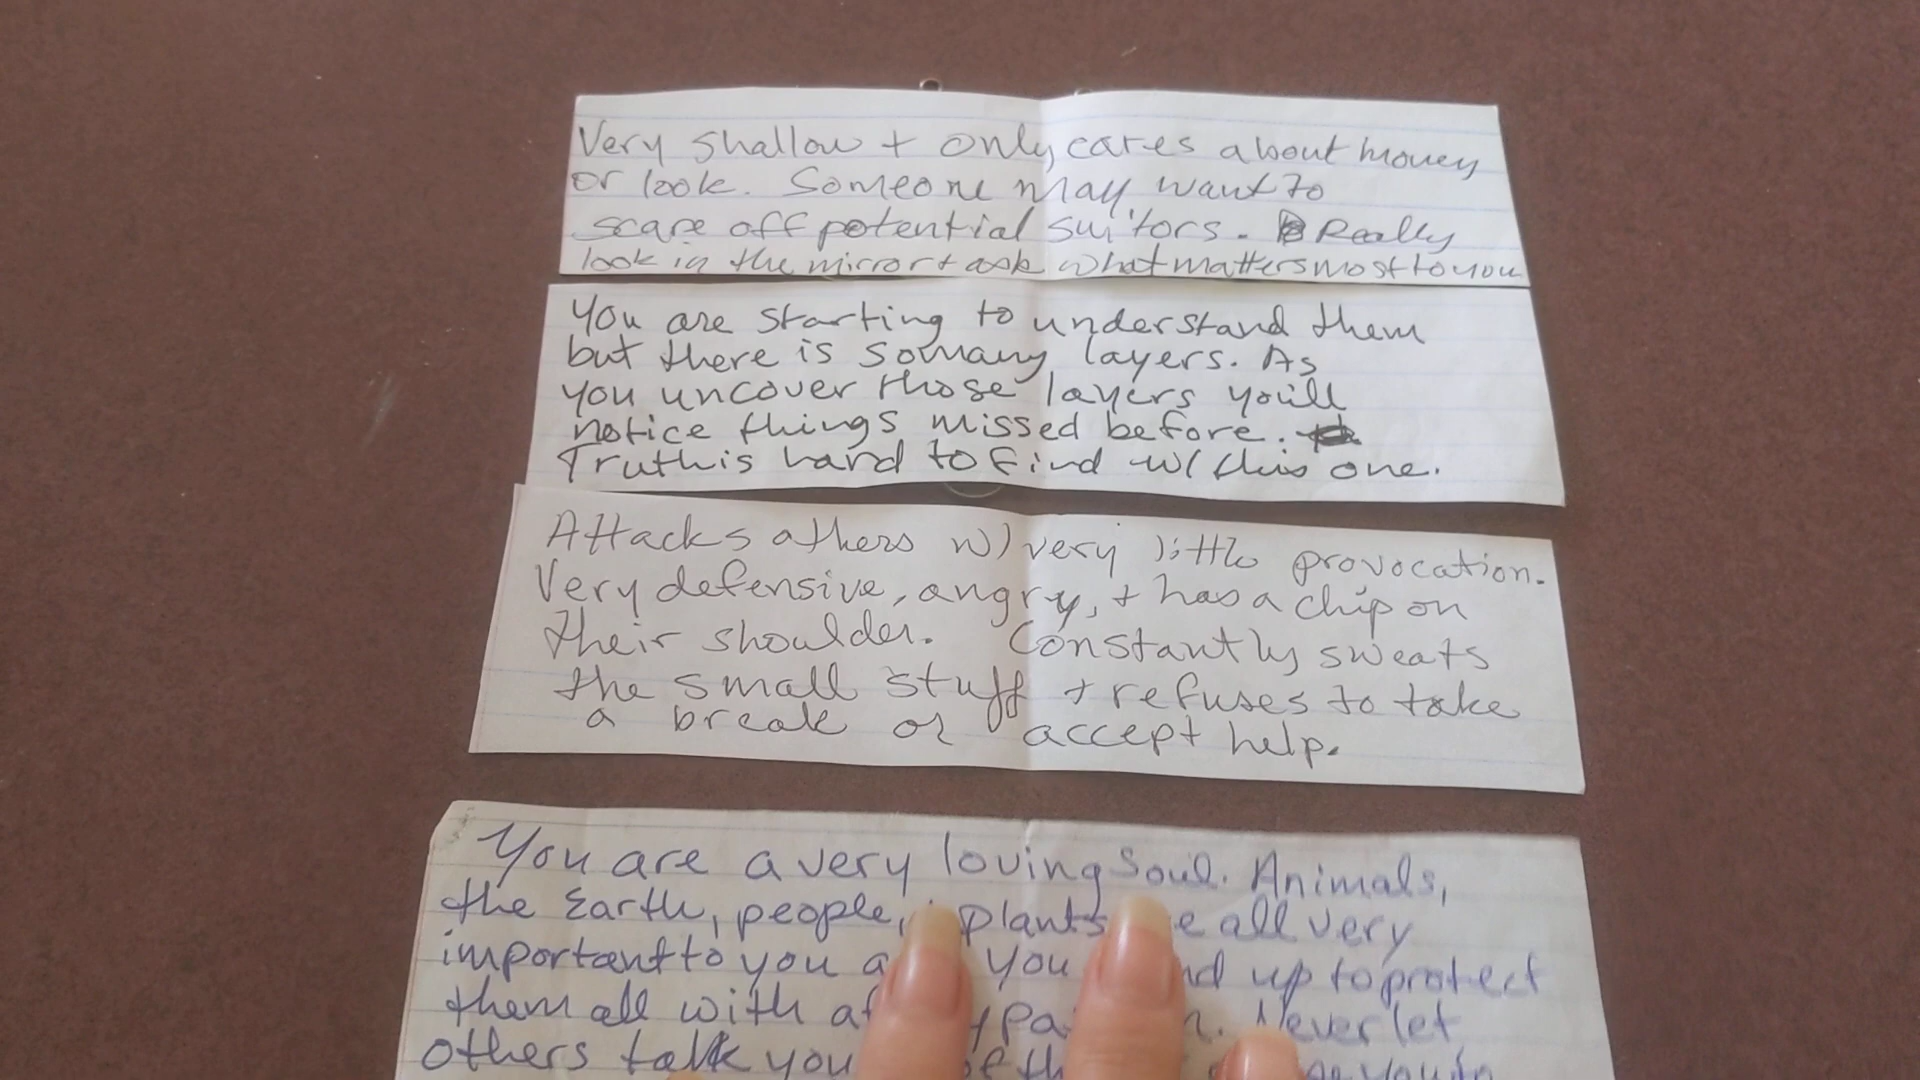 Very shallow + only cares about money
or look. Someone may want to
scare off potential suitors. Really
look in the mirror + ask what matters most to you
You are starting to understand them
but there is so many layers. As
you uncover those layers you'll
notice things missed before.
Truth is hard to find w/ this one.
Attacks others w/ very little provocation.
Very defensive, angry, + has a chip on
their shoulder. Constantly sweats
the small stuff + refuses to take
a break or accept help.
You are a very loving soul. Animals,
the Earth, people, plants all very
important to you you up to protect
them all with Never let
others talk you